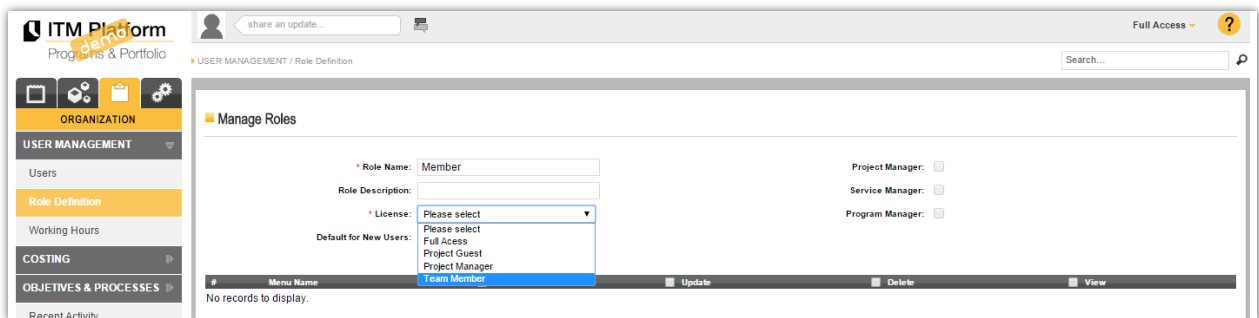 ITM Platform
demo
Programs & Portfolio
share an update...
Full Access
?
USER MANAGEMENT / Role Definition
Search...
ORGANIZATION
USER MANAGEMENT
Users
Role Definition
Working Hours
COSTING
OBJETIVES & PROCESSES
Recent Activity
Manage Roles
* Role Name: Member
Project Manager:
Role Description:
Service Manager:
* License: Please select
Program Manager:
Please select
Full Acess
Project Guest
Project Manager
Team Member
Default for New Users:
# Menu Name Update Delete View
No records to display.